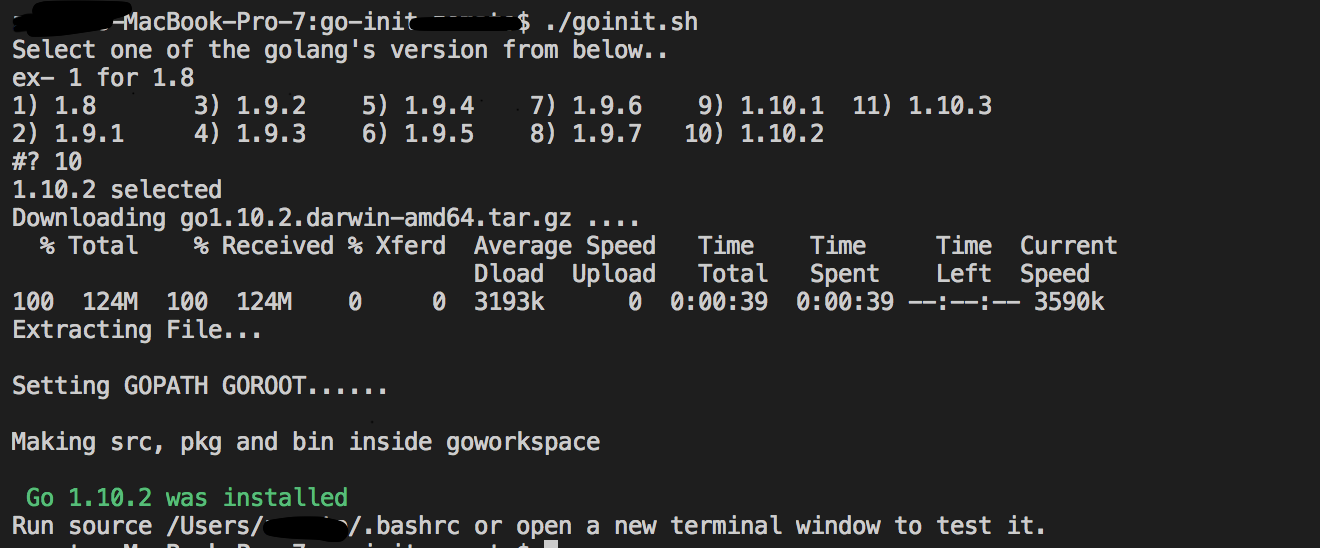 -MacBook-Pro-7:go-init $ ./goinit.sh
Select one of the golang's version from below..
ex- 1 for 1.8
1) 1.8 3) 1.9.2 5) 1.9.4 7) 1.9.6 9) 1.10.1 11) 1.10.3
2) 1.9.1 4) 1.9.3 6) 1.9.5 8) 1.9.7 10) 1.10.2
#? 10
1.10.2 selected
Downloading go1.10.2.darwin-amd64.tar.gz ....
% Total % Received % Xferd Average Speed Time Time Time Current
Dload Upload Total Spent Left Speed
100 124M 100 124M 0 0 3193k 0 0:00:39 0:00:39 --:--:-- 3590k
Extracting File...
Setting GOPATH GOROOT......
Making src, pkg and bin inside goworkspace
Go 1.10.2 was installed
Run source /Users/ /.bashrc or open a new terminal window to test it.
-MacBook-Pro-7